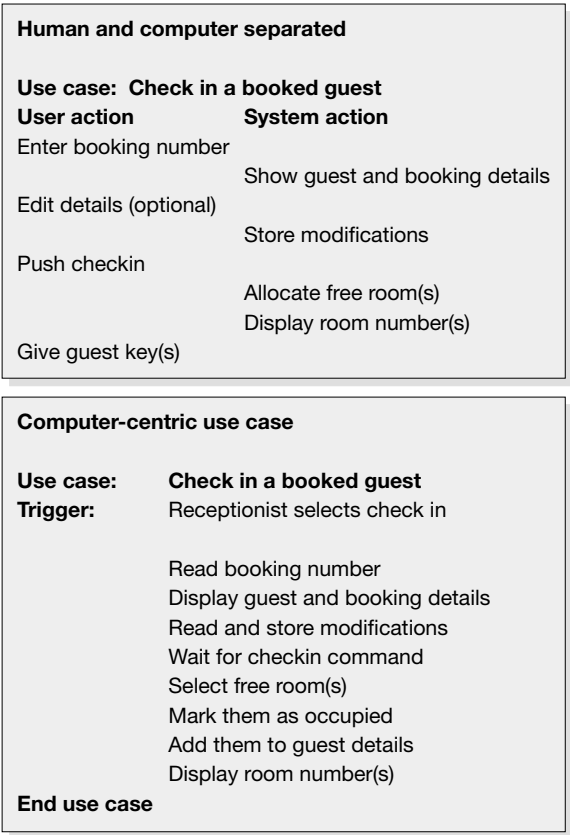 Human and computer separated
Use case: Check in a booked guest
User action System action
Enter booking number
Show guest and booking details
Edit details (optional)
Store modifications
Push checkin
Allocate free room(s)
Display room number(s)
Give guest key(s)
Computer-centric use case
Use case: Check in a booked guest
Trigger: Receptionist selects check in
Read booking number
Display guest and booking details
Read and store modifications
Wait for checkin command
Select free room(s)
Mark them as occupied
Add them to guest details
Display room number(s)
End use case